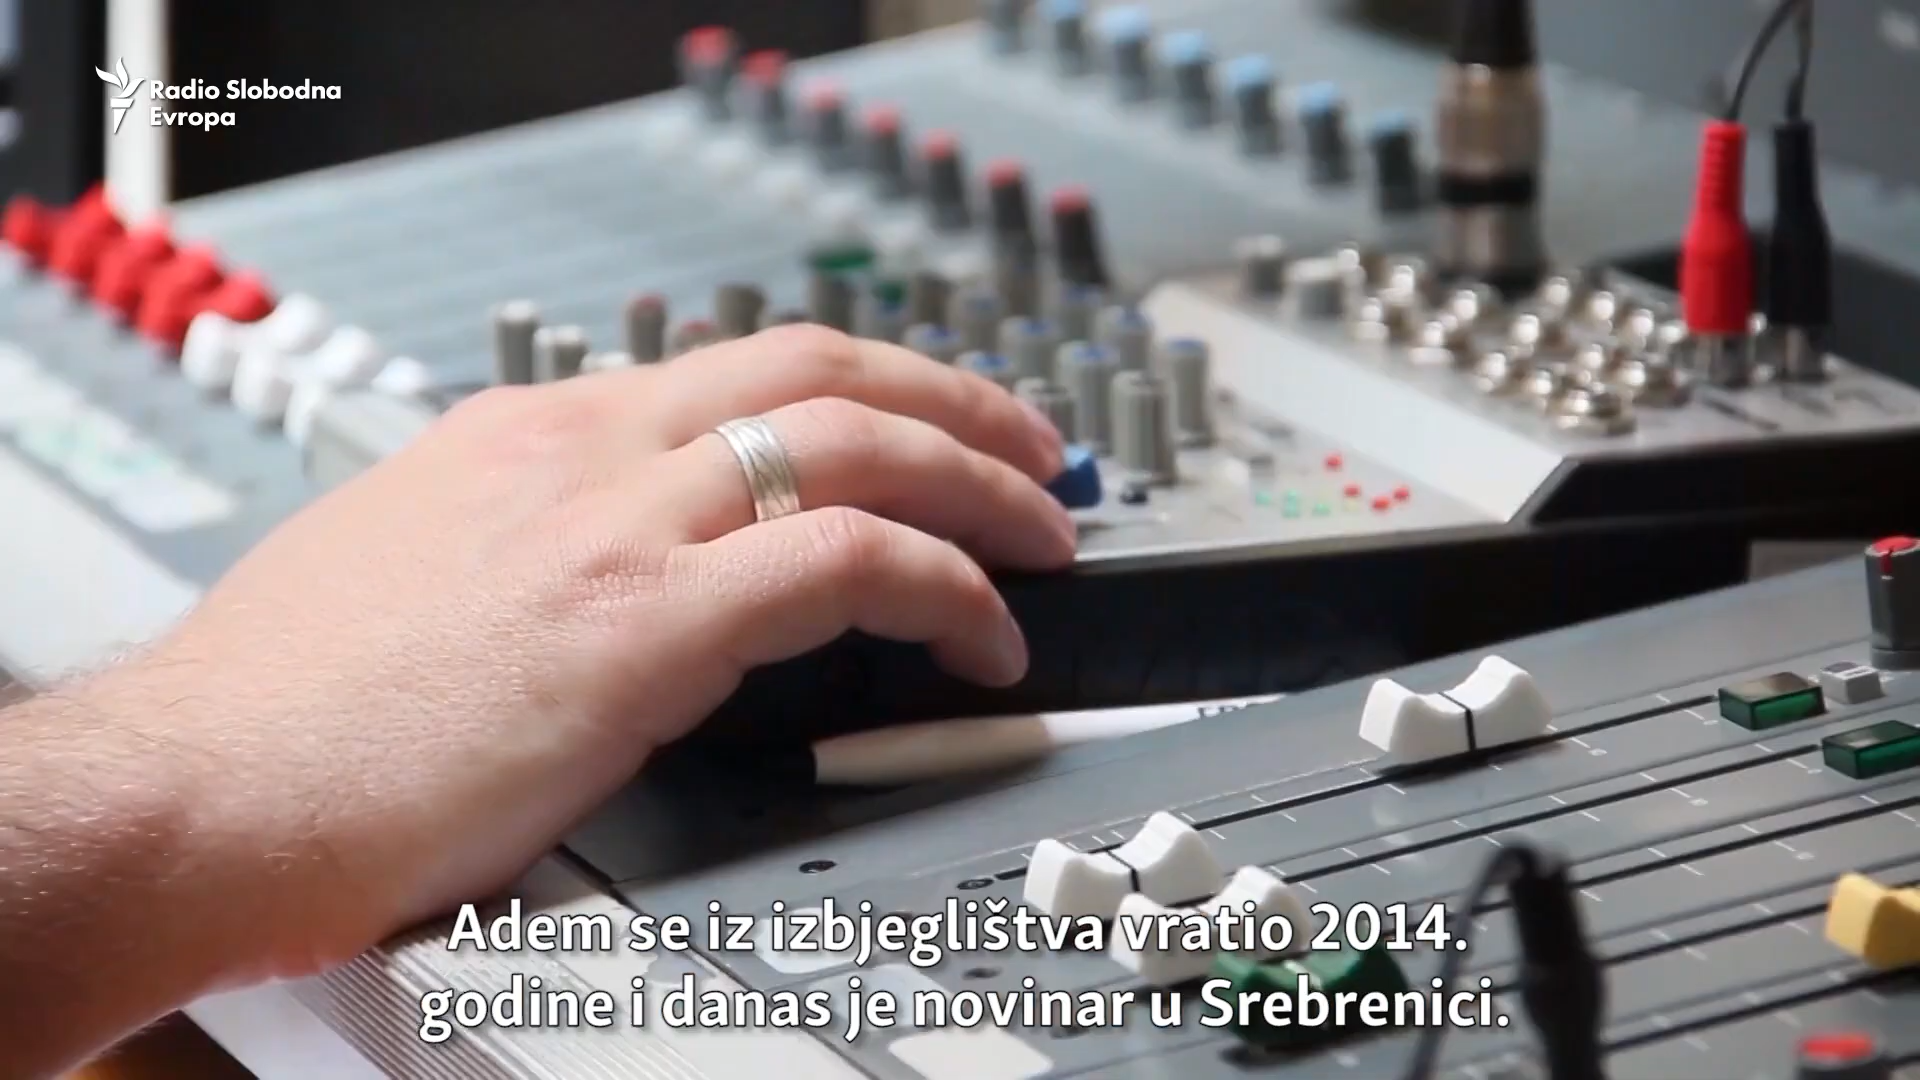 Radio Slobodna
Evropa
Adem se iz izbjeglištva vratio 2014.
godine i danas je novinar u Srebrenici.